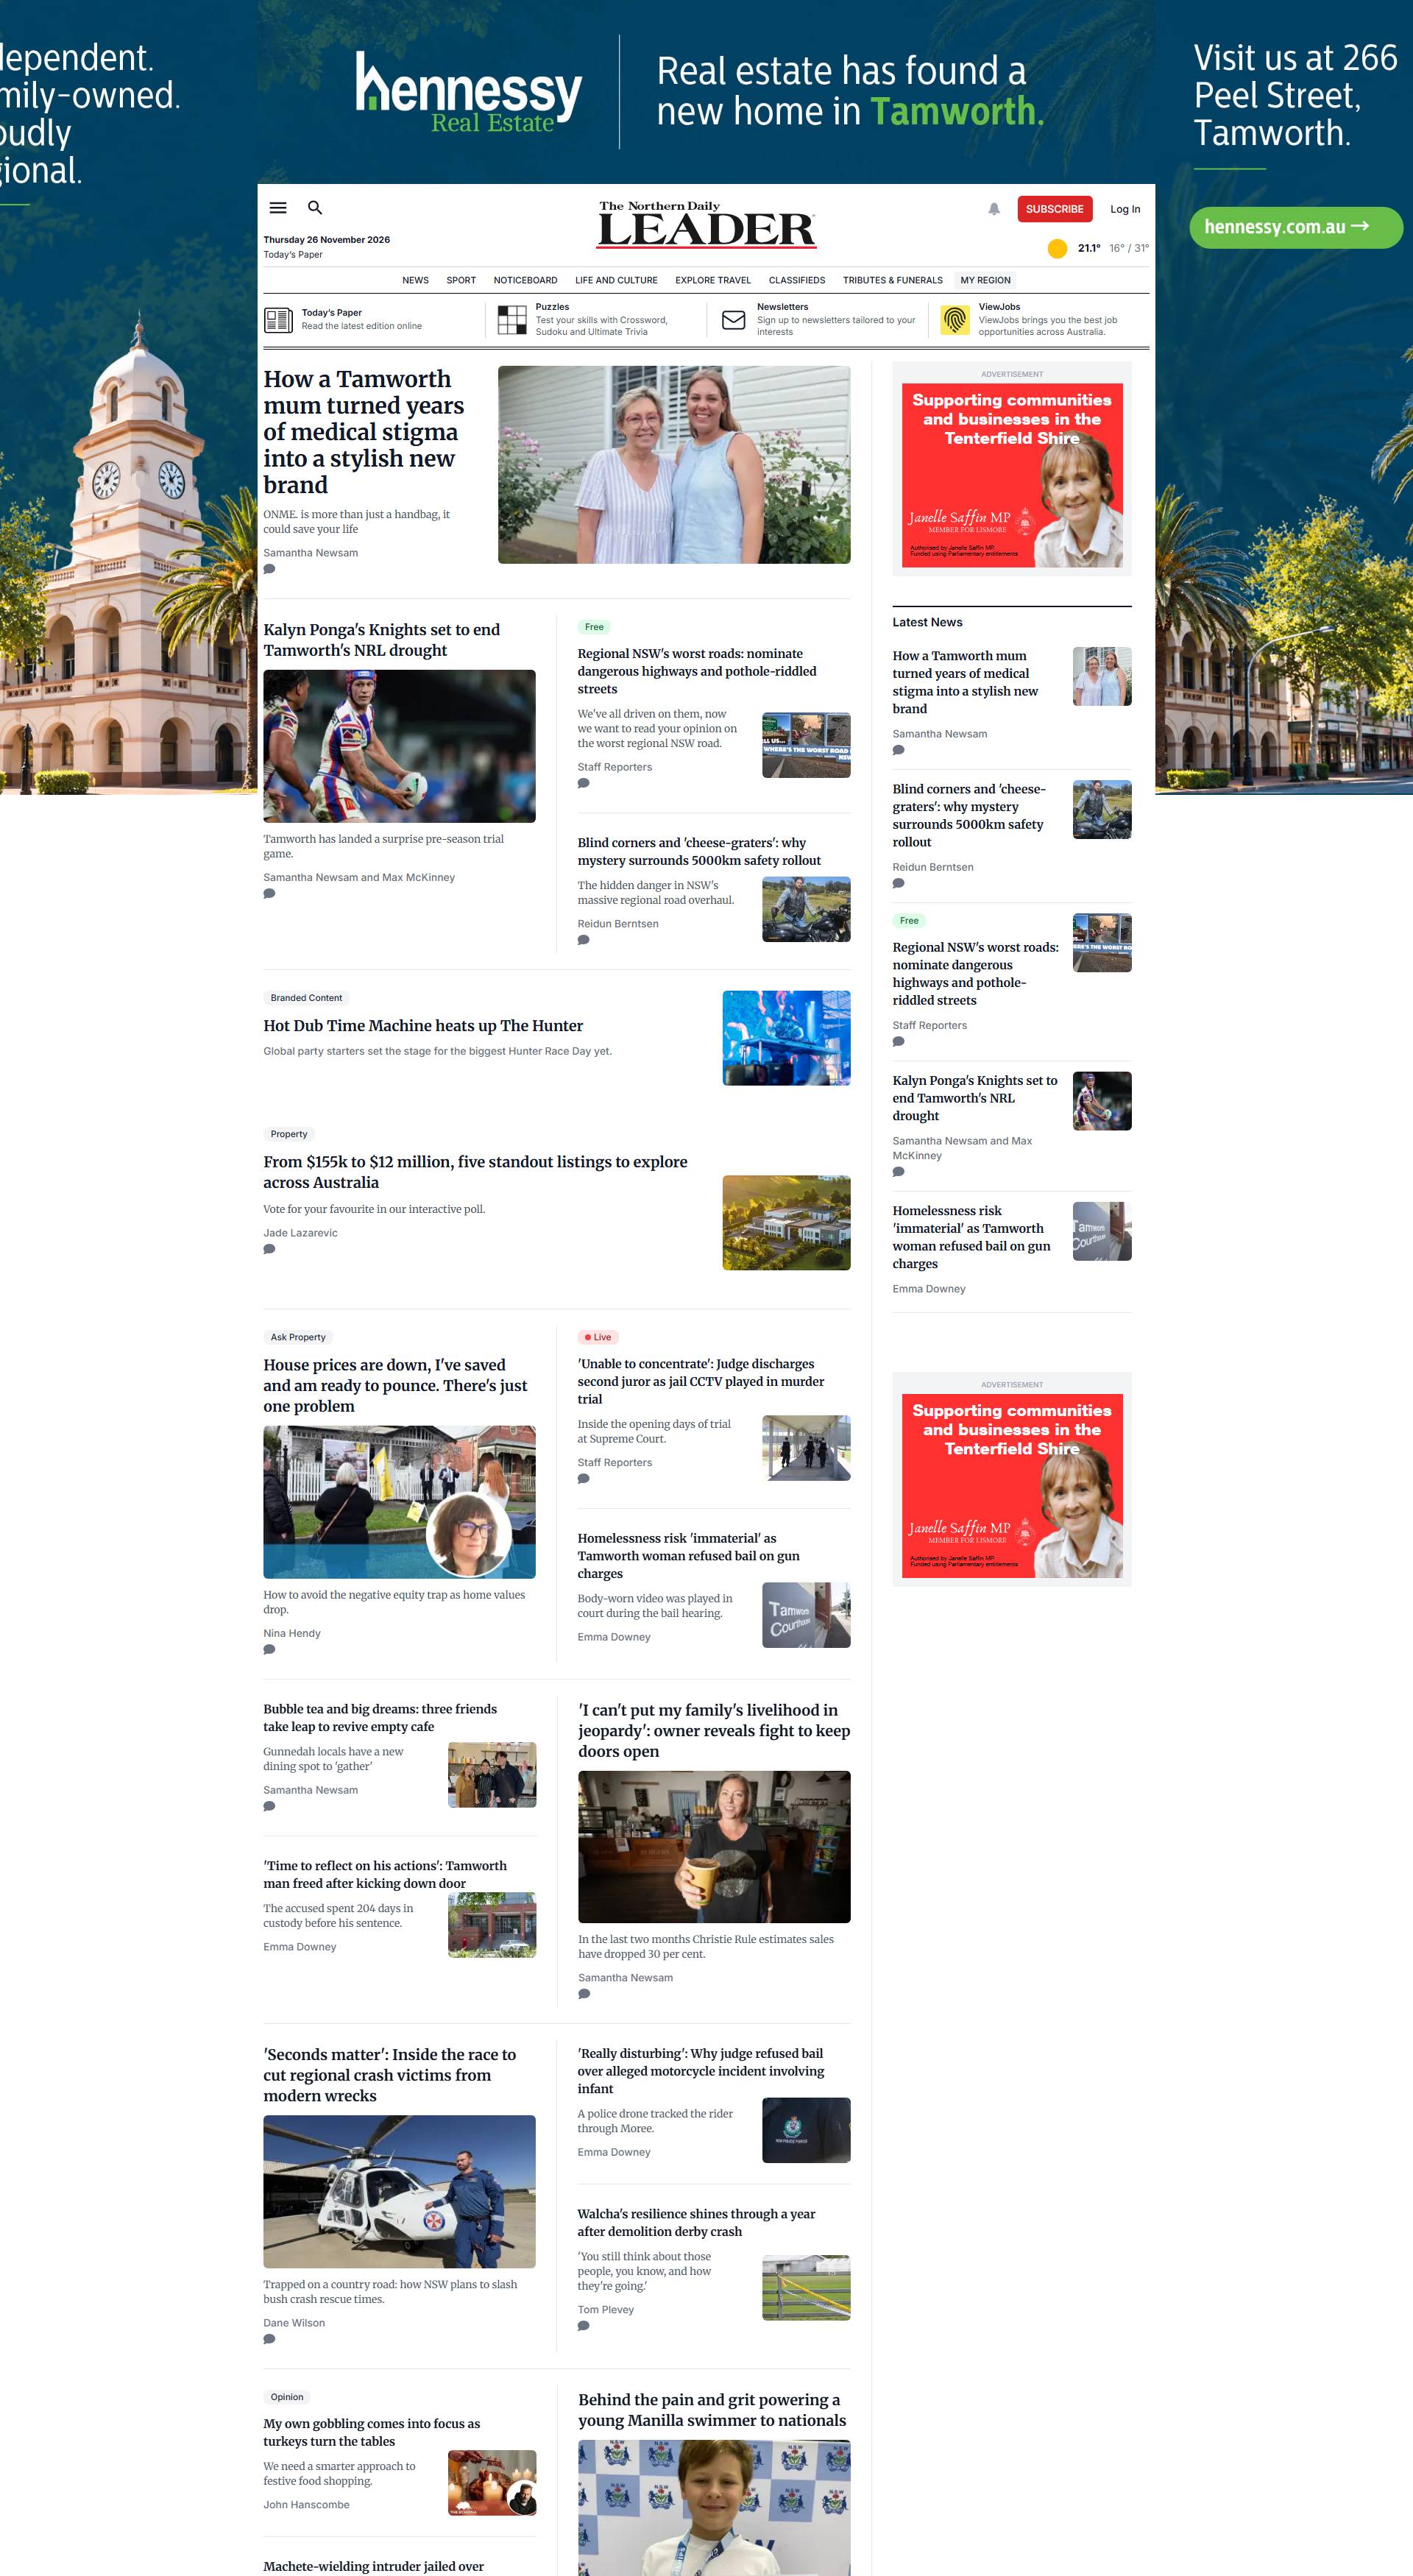 dependent.
mily-owned.
oudly
gional.
hennessy
Real Estate
Real estate has found a
new home in Tamworth.
Visit us at 266
Peel Street,
Tamworth.
hennessy.com.au →
The Northern Daily
LEADER
SUBSCRIBE
Log In
Thursday 26 November 2026
Today's Paper
21.1° 16° / 31°
NEWS SPORT NOTICEBOARD LIFE AND CULTURE EXPLORE TRAVEL CLASSIFIEDS TRIBUTES & FUNERALS MY REGION
Today's Paper
Read the latest edition online
Puzzles
Test your skills with Crossword,
Sudoku and Ultimate Trivia
Newsletters
Sign up to newsletters tailored to your
interests
ViewJobs
ViewJobs brings you the best job
opportunities across Australia.
How a Tamworth
mum turned years
of medical stigma
into a stylish new
brand
ONME. is more than just a handbag, it
could save your life
Samantha Newsam
Kalyn Ponga's Knights set to end
Tamworth's NRL drought
Tamworth has landed a surprise pre-season trial
game.
Samantha Newsam and Max McKinney
Free
Regional NSW's worst roads: nominate
dangerous highways and pothole-riddled
streets
We've all driven on them, now
we want to read your opinion on
the worst regional NSW road.
Staff Reporters
LL US...
WHERE'S THE WORST ROAD
NSW
Blind corners and 'cheese-graters': why
mystery surrounds 5000km safety rollout
The hidden danger in NSW's
massive regional road overhaul.
Reidun Berntsen
Branded Content
Hot Dub Time Machine heats up The Hunter
Global party starters set the stage for the biggest Hunter Race Day yet.
Property
From $155k to $12 million, five standout listings to explore
across Australia
Vote for your favourite in our interactive poll.
Jade Lazarevic
Ask Property
House prices are down, I've saved
and am ready to pounce. There's just
one problem
How to avoid the negative equity trap as home values
drop.
Nina Hendy
Live
'Unable to concentrate': Judge discharges
second juror as jail CCTV played in murder
trial
Inside the opening days of trial
at Supreme Court.
Staff Reporters
Homelessness risk 'immaterial' as
Tamworth woman refused bail on gun
charges
Body-worn video was played in
court during the bail hearing.
Emma Downey
Tamworth
Courthouse
Bubble tea and big dreams: three friends
take leap to revive empty cafe
Gunnedah locals have a new
dining spot to 'gather'
Samantha Newsam
'Time to reflect on his actions': Tamworth
man freed after kicking down door
The accused spent 204 days in
custody before his sentence.
Emma Downey
'I can't put my family's livelihood in
jeopardy': owner reveals fight to keep
doors open
In the last two months Christie Rule estimates sales
have dropped 30 per cent.
Samantha Newsam
'Seconds matter': Inside the race to
cut regional crash victims from
modern wrecks
Trapped on a country road: how NSW plans to slash
bush crash rescue times.
Dane Wilson
'Really disturbing': Why judge refused bail
over alleged motorcycle incident involving
infant
A police drone tracked the rider
through Moree.
Emma Downey
Walcha's resilience shines through a year
after demolition derby crash
'You still think about those
people, you know, and how
they're going.'
Tom Plevey
Opinion
My own gobbling comes into focus as
turkeys turn the tables
We need a smarter approach to
festive food shopping.
John Hanscombe
Machete-wielding intruder jailed over
Behind the pain and grit powering a
young Manilla swimmer to nationals
ADVERTISEMENT
Supporting communities
and businesses in the
Tenterfield Shire
Janelle Saffin MP
MEMBER FOR LISMORE
Authorised by Janelle Saffin MP.
Funded using Parliamentary entitlements
Latest News
How a Tamworth mum
turned years of medical
stigma into a stylish new
brand
Samantha Newsam
Blind corners and 'cheese-
graters': why mystery
surrounds 5000km safety
rollout
Reidun Berntsen
Free
Regional NSW's worst roads:
nominate dangerous
highways and pothole-
riddled streets
Staff Reporters
Kalyn Ponga's Knights set to
end Tamworth's NRL
drought
Samantha Newsam and Max
McKinney
Homelessness risk
'immaterial' as Tamworth
woman refused bail on gun
charges
Emma Downey
ADVERTISEMENT
Supporting communities
and businesses in the
Tenterfield Shire
Janelle Saffin MP
MEMBER FOR LISMORE
Authorised by Janelle Saffin MP.
Funded using Parliamentary entitlements